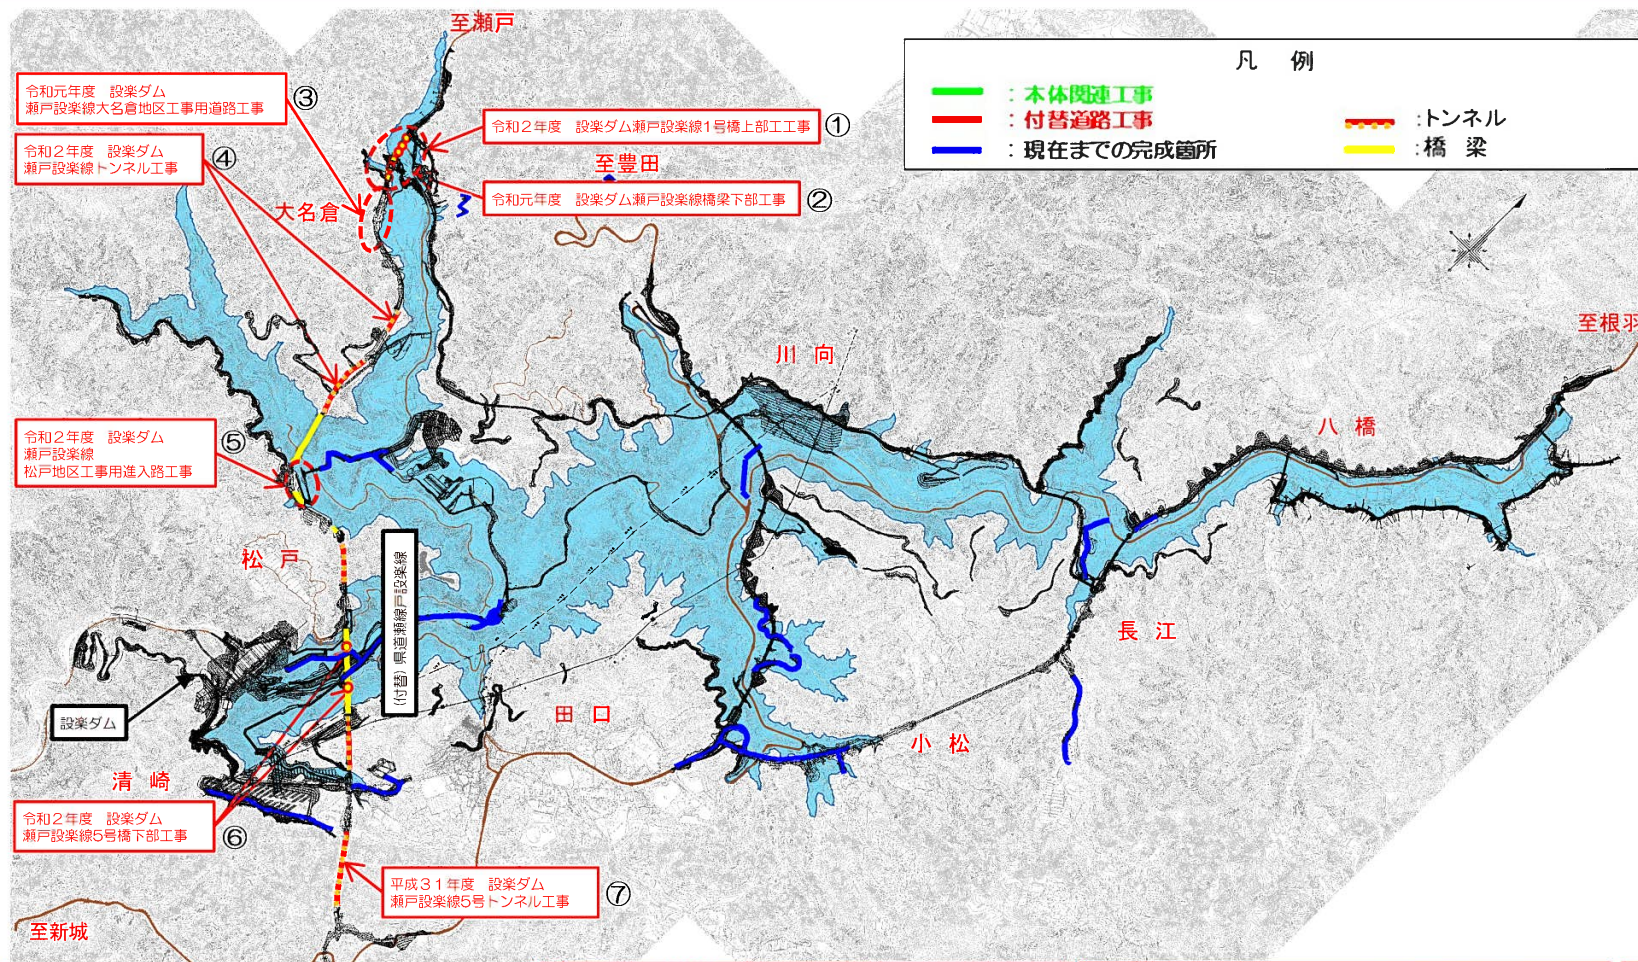 至瀬戸
凡　例
：本体関連工事
：付替道路工事
：現在までの完成箇所
：トンネル
：橋　梁
令和元年度　設楽ダム
瀬戸設楽線大名倉地区工事用道路工事
③
令和２年度　設楽ダム瀬戸設楽線1号橋上部工工事
①
令和２年度　設楽ダム
瀬戸設楽線トンネル工事
④
至豊田
令和元年度　設楽ダム瀬戸設楽線橋梁下部工事
②
大名倉
至根羽
川　向
八　橋
令和２年度　設楽ダム
瀬戸設楽線
松戸地区工事用進入路工事
⑤
松　戸
(付替) 県道瀬線戸設楽線
長　江
設楽ダム
田　口
小　松
清　崎
令和２年度　設楽ダム
瀬戸設楽線5号橋下部工事
⑥
平成３１年度　設楽ダム
瀬戸設楽線5号トンネル工事
⑦
至新城